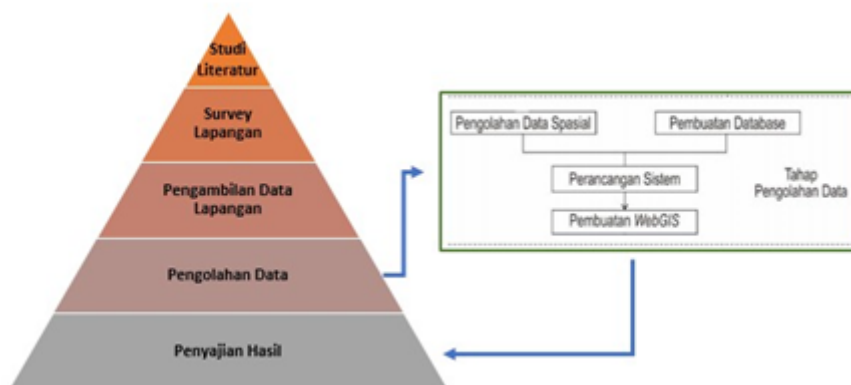 Studi
Literatur
Survey
Lapangan
Pengambilan Data
Lapangan
Pengolahan Data
Penyajian Hasil
Pengolahan Data Spasial
Pembuatan Database
Perancangan Sistem
Pembuatan WebGIS
Tahap
Pengolahan Data